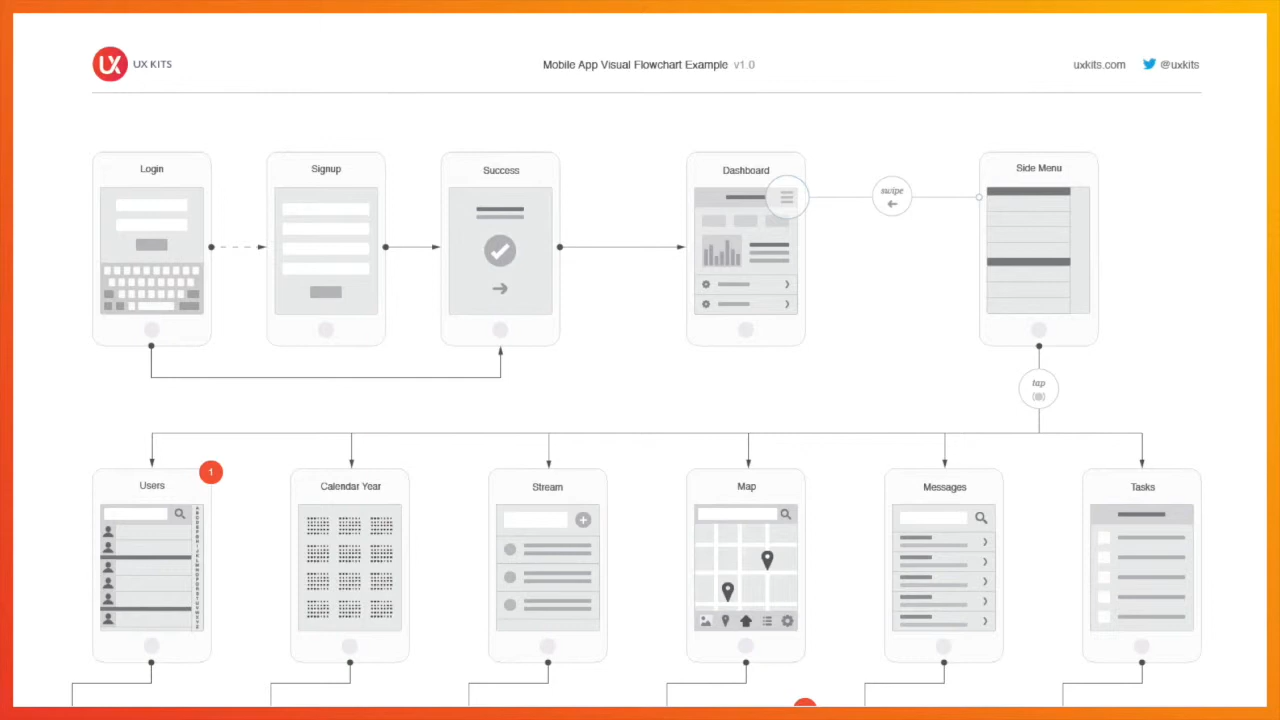 UX UX KITS
Mobile App Visual Flowchart Example v1.0
uxkits.com @uxkits
Login
Signup
Success
Dashboard
Side Menu
swipe
tap
1
Users
Calendar Year
Stream
Map
Messages
Tasks